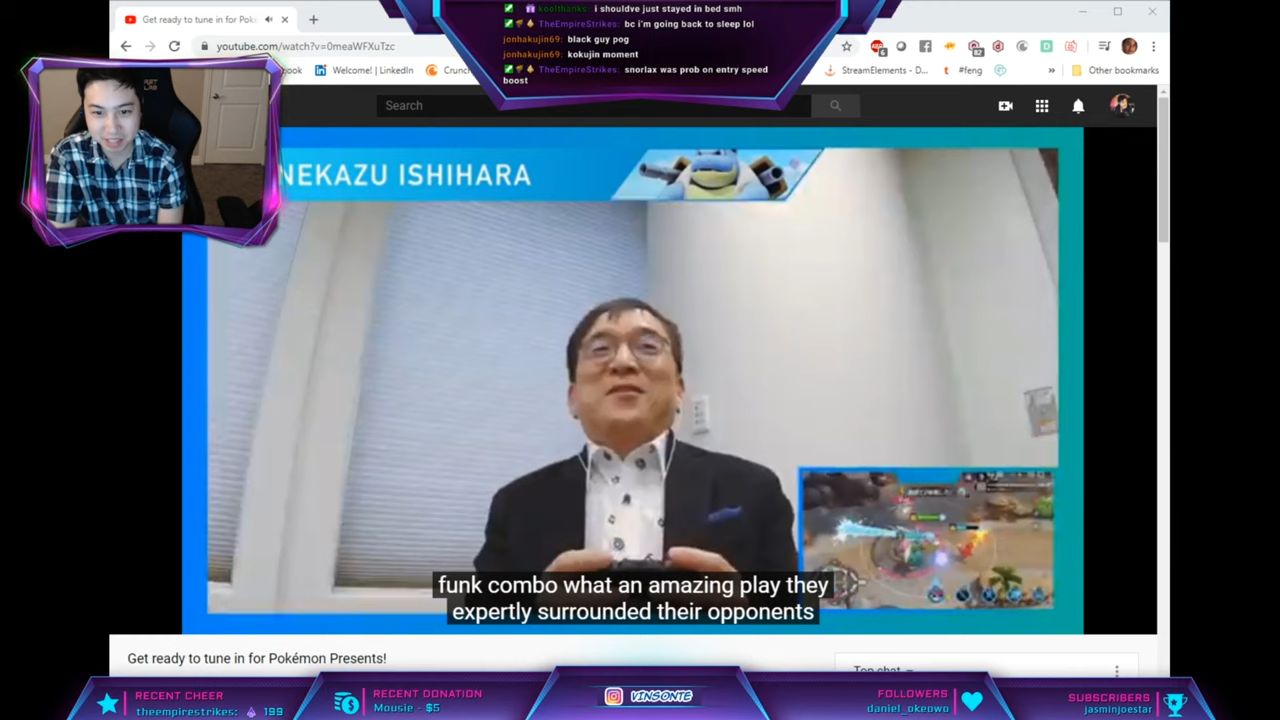 Get ready to tune in for Pok
youtube.com/watch?v=0meaWFXuTzc
koolthanks: i shouldve just stayed in bed smh
TheEmpireStrikes: bc i'm going back to sleep lol
jonhakujin69: black guy pog
jonhakujin69: kokujin moment
TheEmpireStrikes: snorlax was prob on entry speed
boost
ook
Welcome! | LinkedIn
Crunch
StreamElements - D...
#feng
»
Other bookmarks
Search
NEKAZU ISHIHARA
funk combo what an amazing play they
expertly surrounded their opponents
Get ready to tune in for Pokémon Presents!
Top chat
RECENT CHEER
theempirestrikes: 199
RECENT DONATION
Mousie - $5
VINSONTE
FOLLOWERS
daniel_okeowo
SUBSCRIBERS
jasminjoestar